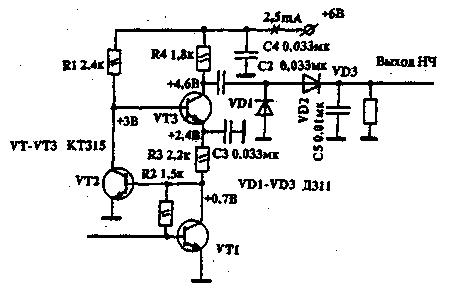 2,5mA
+6В
R4 1,8к
C4 0,033мк
R1 2.4к
C2 0,033мк
VD3
Выход НЧ
+4,6В
VT3
VD1
VD2
+3В
C5 0.01мк
+2,4В
VT-VT3 КТ315
R3 2,2к
C3 0.033мк
VT2
R2 1,5к
VD1-VD3 Д311
+0.7В
VT1